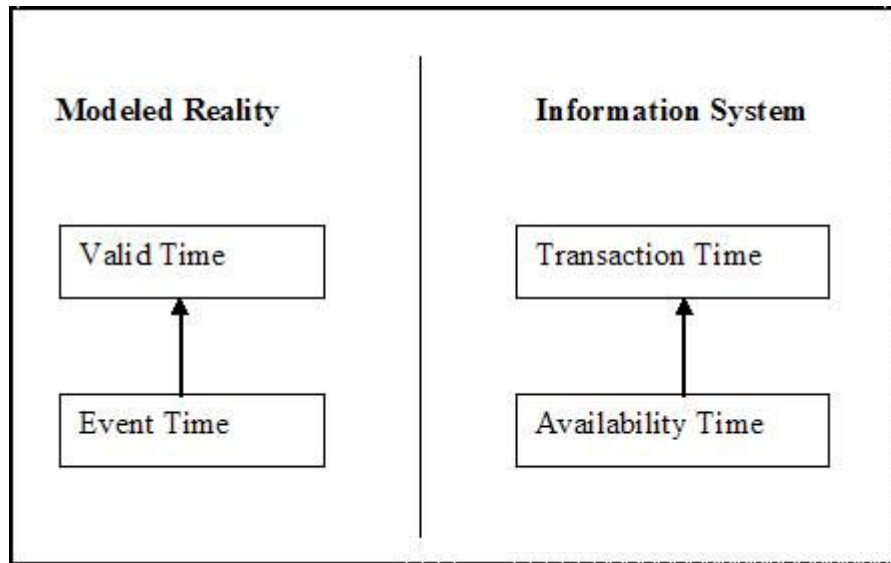 Modeled Reality
Information System
Valid Time
Transaction Time
Event Time
Availability Time